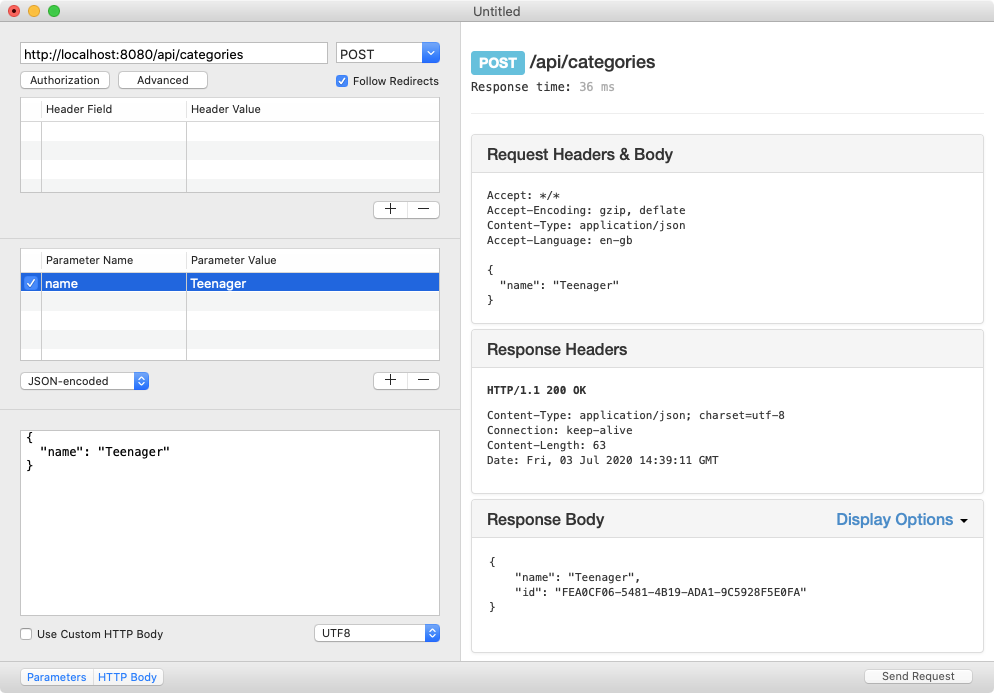 Untitled
http://localhost:8080/api/categories
POST
Authorization
Advanced
Follow Redirects
Header Field
Header Value
Parameter Name
Parameter Value
name
Teenager
JSON-encoded
{
"name": "Teenager"
}
Use Custom HTTP Body
UTF8
Parameters
HTTP Body
POST /api/categories
Response time: 36 ms
Request Headers & Body
Accept: */*
Accept-Encoding: gzip, deflate
Content-Type: application/json
Accept-Language: en-gb
{
"name": "Teenager"
}
Response Headers
HTTP/1.1 200 OK
Content-Type: application/json; charset=utf-8
Connection: keep-alive
Content-Length: 63
Date: Fri, 03 Jul 2020 14:39:11 GMT
Response Body
Display Options
{
"name": "Teenager",
"id": "FEA0CF06-5481-4B19-ADA1-9C5928F5E0FA"
}
Send Request